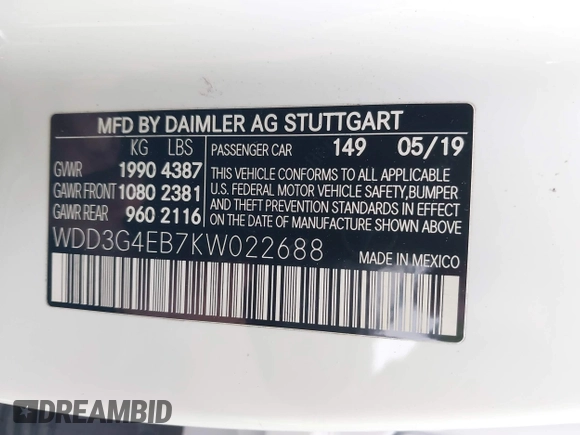 MFD BY DAIMLER AG STUTTGART
KG LBS PASSENGER CAR 149 05/19
GVWR 1990 4387 THIS VEHICLE CONFORMS TO ALL APPLICABLE
GAWR FRONT 1080 2381 U.S. FEDERAL MOTOR VEHICLE SAFETY, BUMPER
GAWR REAR 960 2116 AND THEFT PREVENTION STANDARDS IN EFFECT
ON THE DATE OF MANUFACTURE SHOWN ABOVE
WDD3G4EB7KW022688
MADE IN MEXICO
DREAMBID